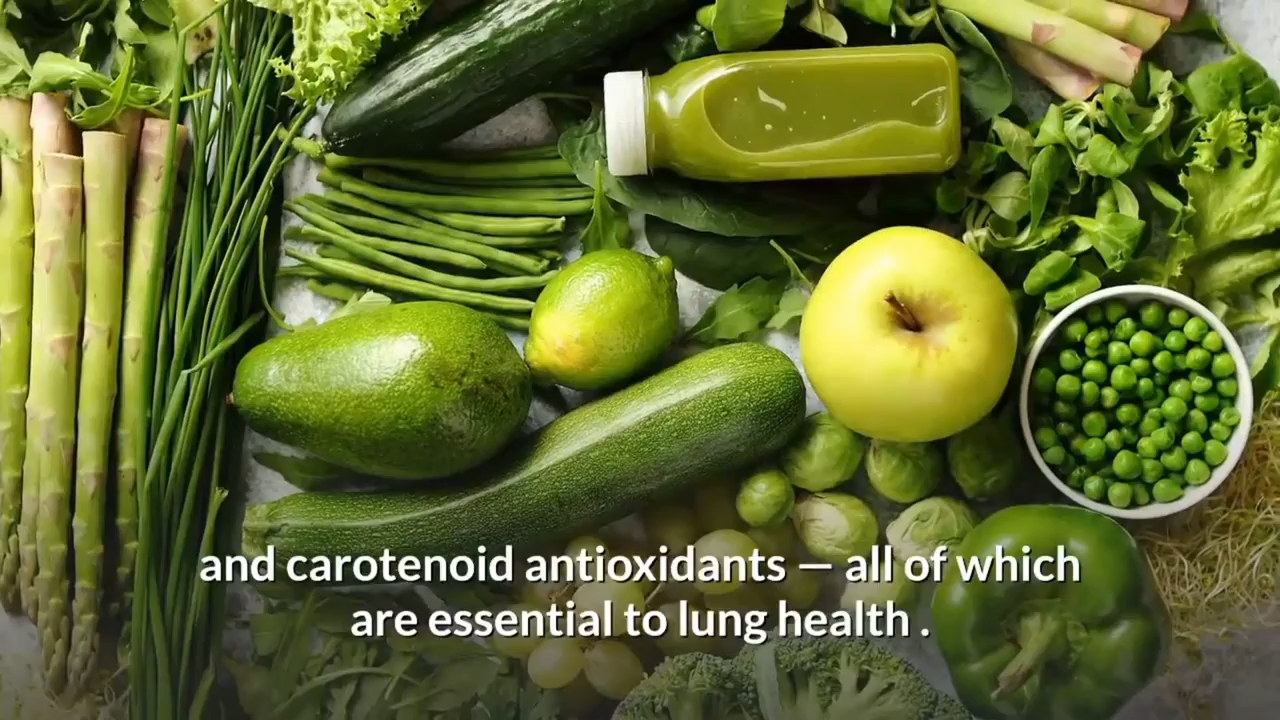 and carotenoid antioxidants — all of which
are essential to lung health .